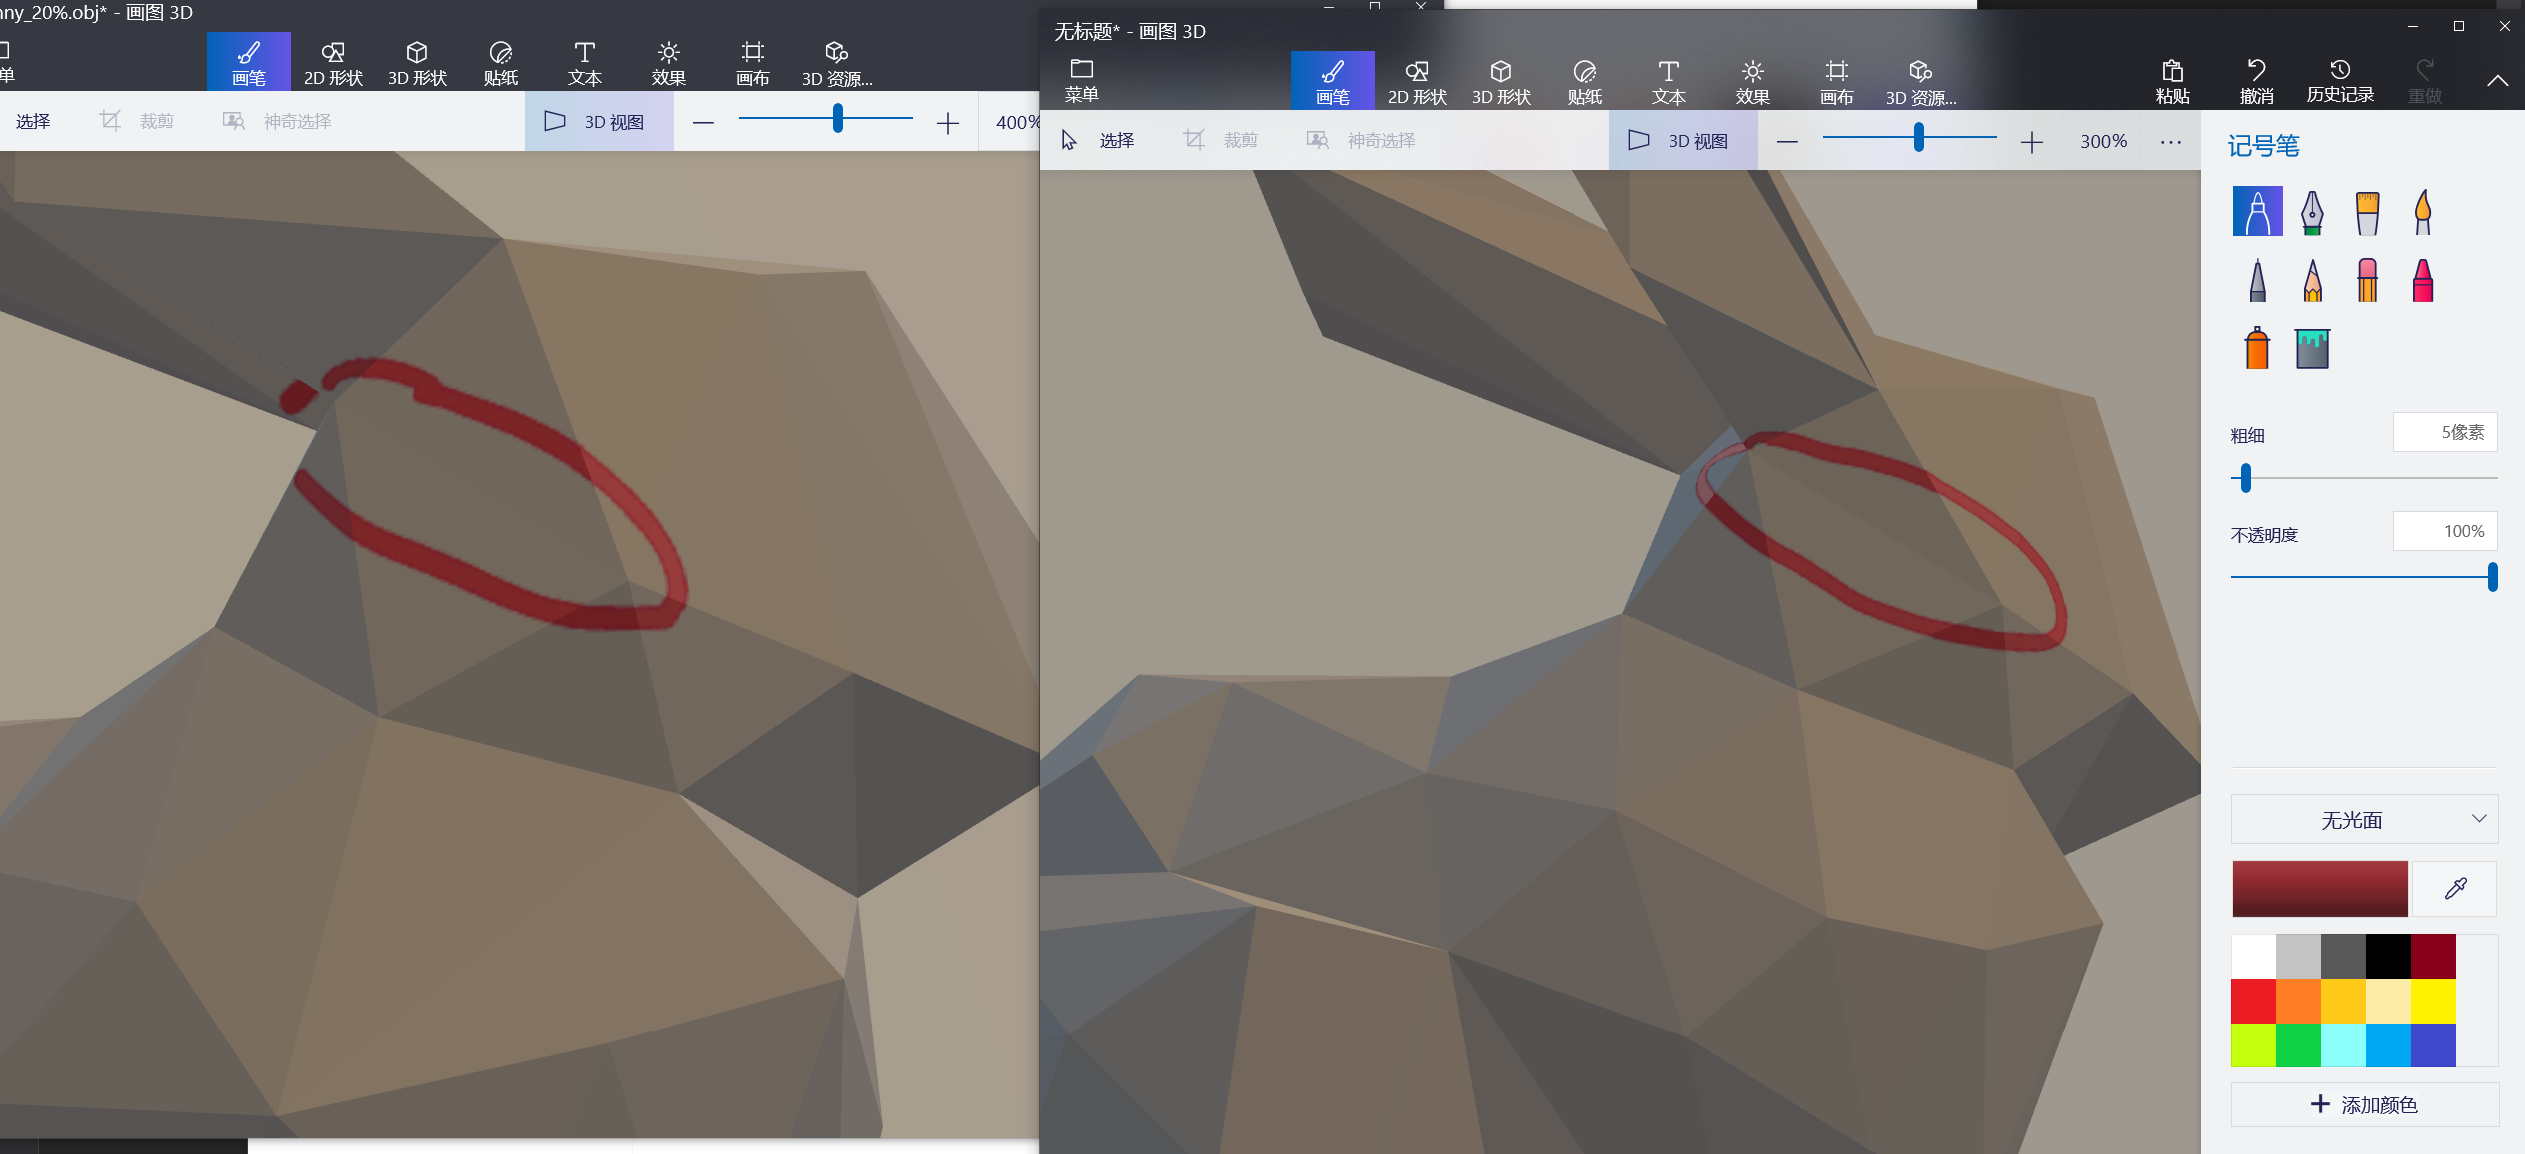 nny_20%.obj* - 画图 3D
单
画笔
2D 形状
3D 形状
贴纸
文本
效果
画布
3D 资源...
选择
裁剪
神奇选择
3D 视图
400%
无标题* - 画图 3D
菜单
画笔
2D 形状
3D 形状
贴纸
文本
效果
画布
3D 资源...
粘贴
撤消
历史记录
重做
选择
裁剪
神奇选择
3D 视图
300%
...
记号笔
粗细
5像素
不透明度
100%
无光面
添加颜色